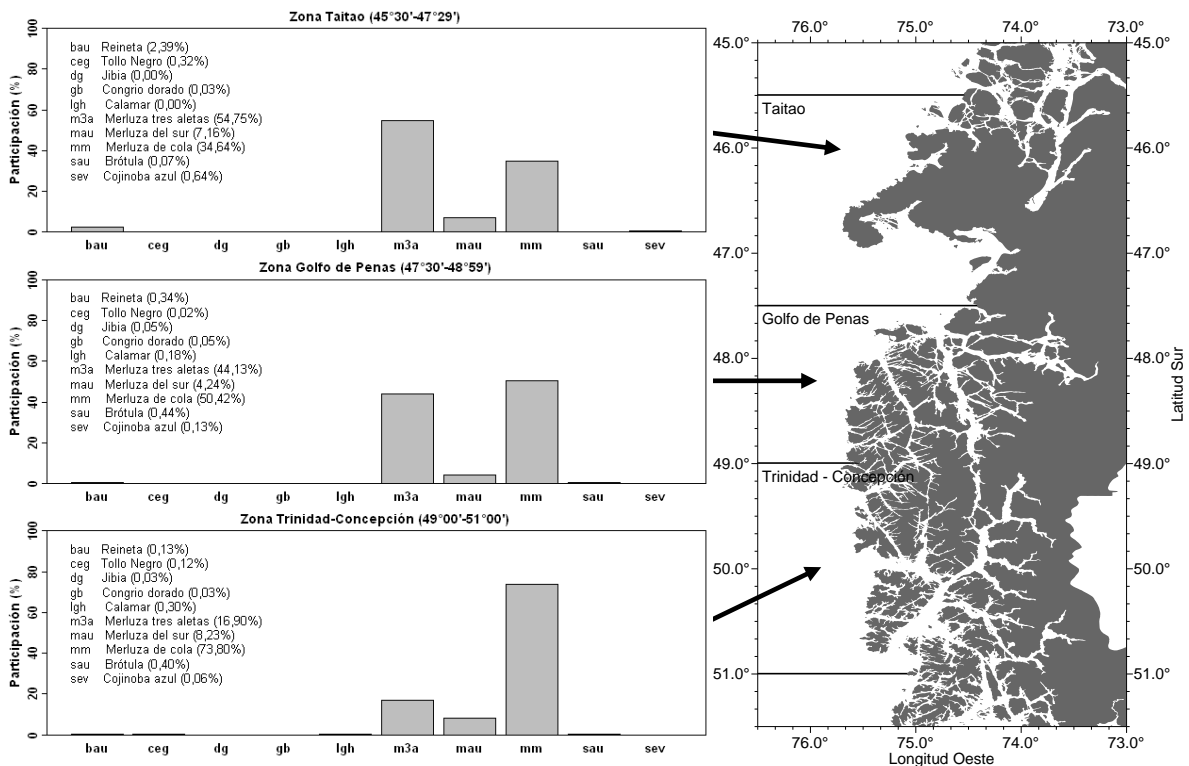 Zona Taitao (45°30'-47°29')
Participación (%)
100
80
60
40
20
0
bau Reineta (2,39%)
ceg Tollo Negro (0,32%)
dg Jibia (0,00%)
gb Congrio dorado (0,03%)
lgh Calamar (0,00%)
m3a Merluza tres aletas (54,75%)
mau Merluza del sur (7,16%)
mm Merluza de cola (34,64%)
sau Brótula (0,07%)
sev Cojinoba azul (0,64%)
bau ceg dg gb lgh m3a mau mm sau sev
Zona Golfo de Penas (47°30'-48°59')
Participación (%)
100
80
60
40
20
0
bau Reineta (0,34%)
ceg Tollo Negro (0,02%)
dg Jibia (0,05%)
gb Congrio dorado (0,05%)
lgh Calamar (0,18%)
m3a Merluza tres aletas (44,13%)
mau Merluza del sur (4,24%)
mm Merluza de cola (50,42%)
sau Brótula (0,44%)
sev Cojinoba azul (0,13%)
bau ceg dg gb lgh m3a mau mm sau sev
Zona Trinidad-Concepción (49°00'-51°00')
Participación (%)
100
80
60
40
20
0
bau Reineta (0,13%)
ceg Tollo Negro (0,12%)
dg Jibia (0,03%)
gb Congrio dorado (0,03%)
lgh Calamar (0,30%)
m3a Merluza tres aletas (16,90%)
mau Merluza del sur (8,23%)
mm Merluza de cola (73,80%)
sau Brótula (0,40%)
sev Cojinoba azul (0,06%)
bau ceg dg gb lgh m3a mau mm sau sev
76.0° 75.0° 74.0° 73.0°
45.0° 45.0°
Taitao
46.0° 46.0°
47.0° 47.0°
Golfo de Penas
48.0° 48.0°
49.0° 49.0°
Trinidad - Concepción
50.0° 50.0°
51.0° 51.0°
Latitud Sur
76.0° 75.0° 74.0° 73.0°
Longitud Oeste